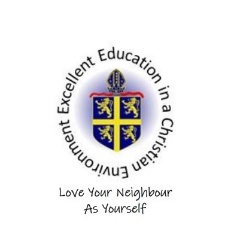 Excellent Education in a Christian Environment
Love Your Neighbour
As Yourself